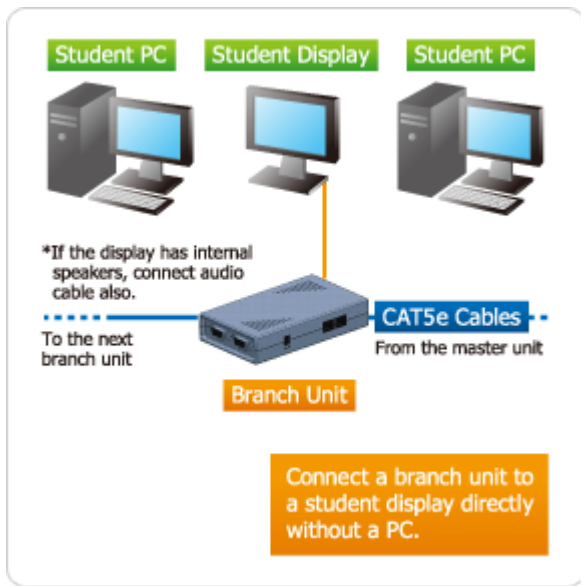 Student PC
Student Display
Student PC
*If the display has internal
speakers, connect audio
cable also.
CAT5e Cables
To the next
branch unit
From the master unit
Branch Unit
Connect a branch unit to
a student display directly
without a PC.